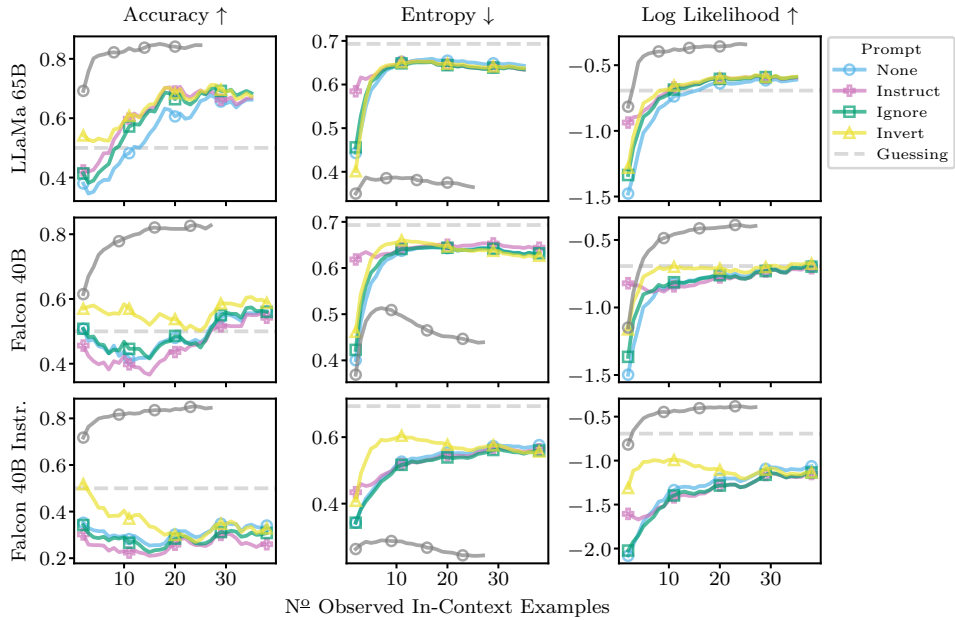 Accuracy ↑
Entropy ↓
Log Likelihood ↑
LLaMa 65B
0.8
0.6
0.4
0.7
0.6
0.5
0.4
−0.5
−1.0
−1.5
Prompt
None
Instruct
Ignore
Invert
Guessing
Falcon 40B
0.8
0.6
0.4
0.7
0.6
0.5
0.4
−0.5
−1.0
−1.5
Falcon 40B Instr.
0.8
0.6
0.4
0.2
0.6
0.4
−0.5
−1.0
−1.5
−2.0
10 20 30
10 20 30
10 20 30
Nº Observed In-Context Examples